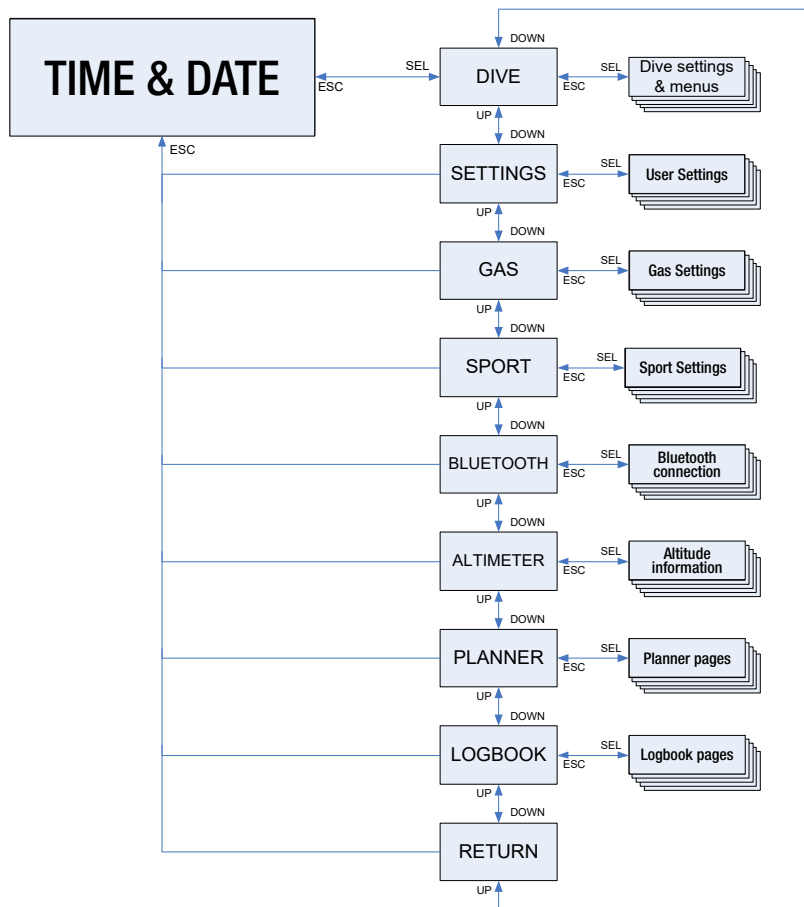 DOWN
TIME & DATE
SEL
ESC
DIVE
SEL
ESC
Dive settings
& menus
UP
DOWN
ESC
SETTINGS
SEL
ESC
User Settings
UP
DOWN
GAS
SEL
ESC
Gas Settings
UP
DOWN
SPORT
SEL
ESC
Sport Settings
UP
DOWN
BLUETOOTH
SEL
ESC
Bluetooth
connection
UP
DOWN
ALTIMETER
SEL
ESC
Altitude
information
UP
DOWN
PLANNER
SEL
ESC
Planner pages
UP
DOWN
LOGBOOK
SEL
ESC
Logbook pages
UP
DOWN
RETURN
UP